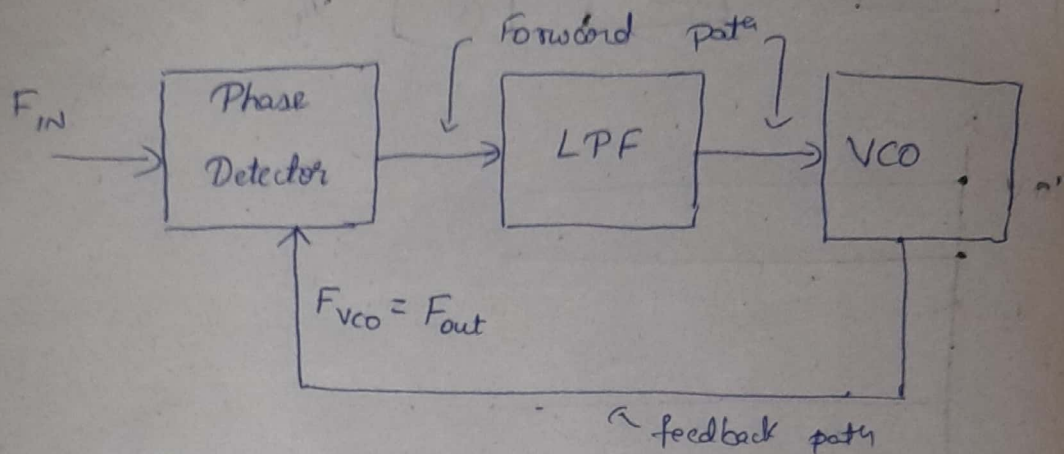 Forword path
F_IN
Phase
Detector
LPF
VCO
F_VCO = F_out
feedback path